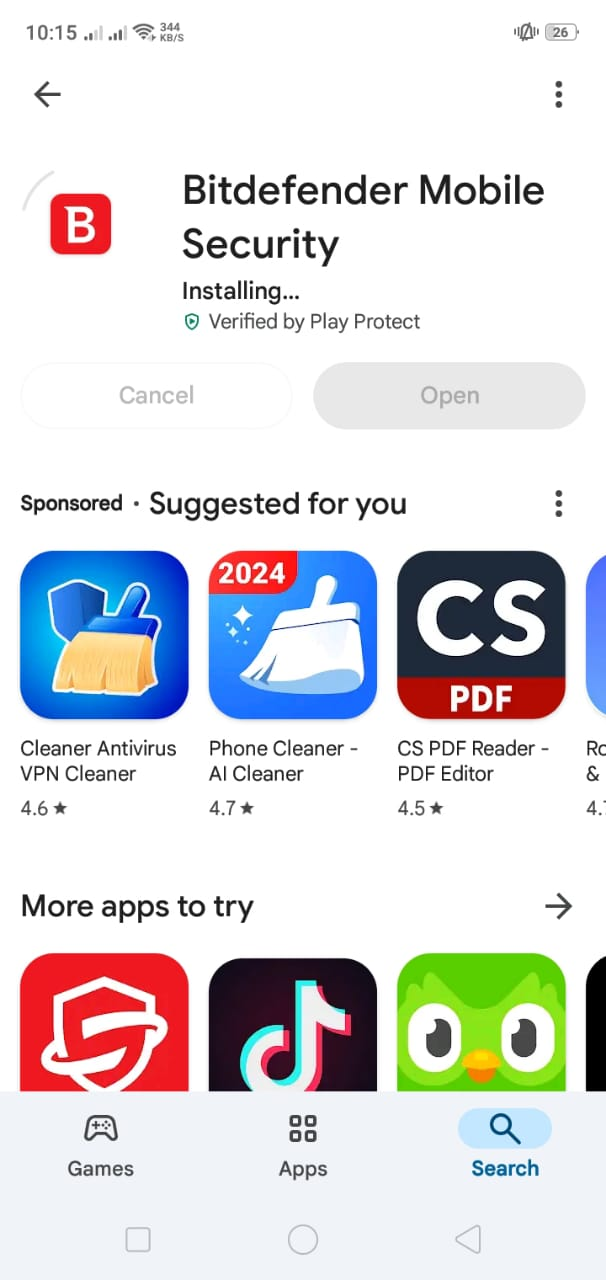 10:15 344 KB/S 26
B
Bitdefender Mobile
Security
Installing...
Verified by Play Protect
Cancel Open
Sponsored · Suggested for you
2024
CS
PDF
Cleaner Antivirus
VPN Cleaner
4.6 ★
Phone Cleaner -
AI Cleaner
4.7 ★
CS PDF Reader -
PDF Editor
4.5 ★
&
More apps to try
Games Apps Search